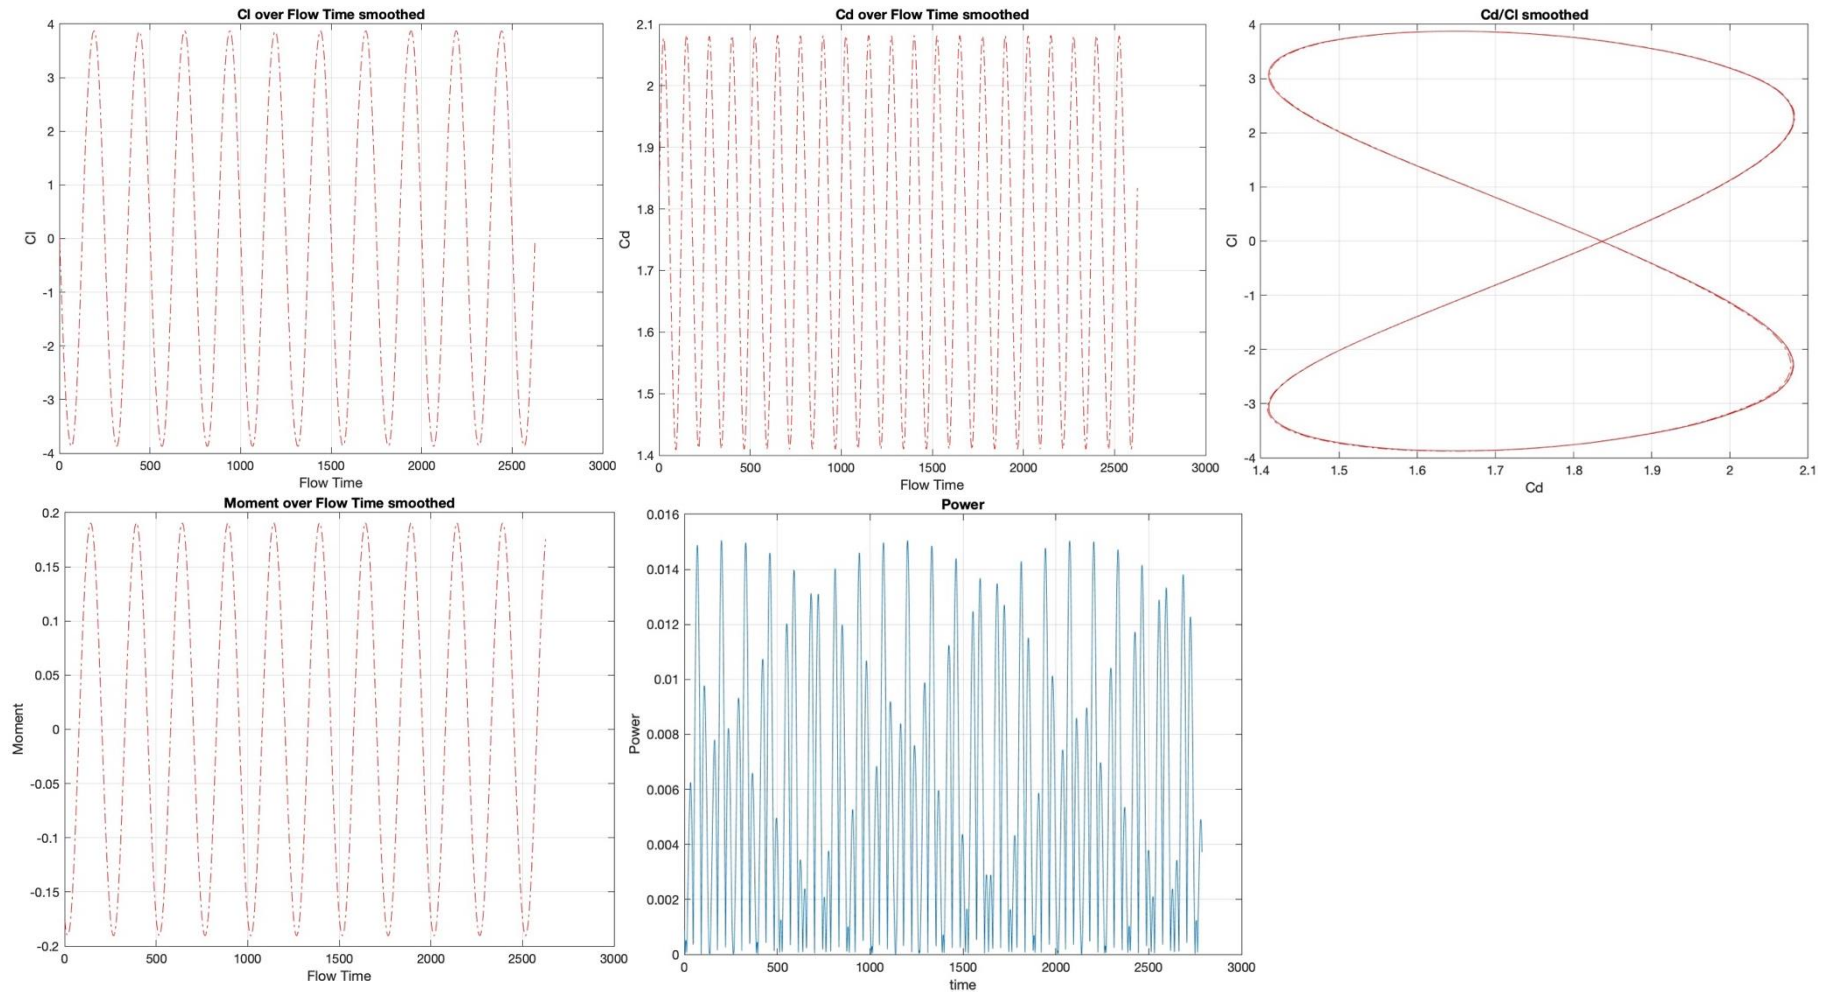 Cl over Flow Time smoothed
4
3
2
1
0
-1
-2
-3
-4
0 500 1000 1500 2000 2500 3000
Cl
Flow Time
Cd over Flow Time smoothed
2.1
2
1.9
1.8
1.7
1.6
1.5
1.4
0 500 1000 1500 2000 2500 3000
Cd
Flow Time
Cd/Cl smoothed
4
3
2
1
0
-1
-2
-3
-4
1.4 1.5 1.6 1.7 1.8 1.9 2 2.1
Cl
Cd
Moment over Flow Time smoothed
0.2
0.15
0.1
0.05
0
-0.05
-0.1
-0.15
-0.2
0 500 1000 1500 2000 2500 3000
Moment
Flow Time
Power
0.016
0.014
0.012
0.01
0.008
0.006
0.004
0.002
0
0 500 1000 1500 2000 2500 3000
Power
time